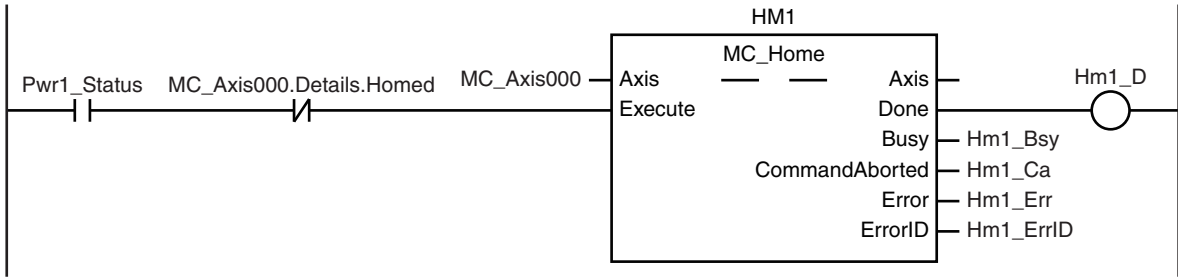 HM1
MC_Home
Pwr1_Status MC_Axis000.Details.Homed MC_Axis000 Axis Axis Hm1_D
Execute Done
Busy Hm1_Bsy
CommandAborted Hm1_Ca
Error Hm1_Err
ErrorID Hm1_ErrID